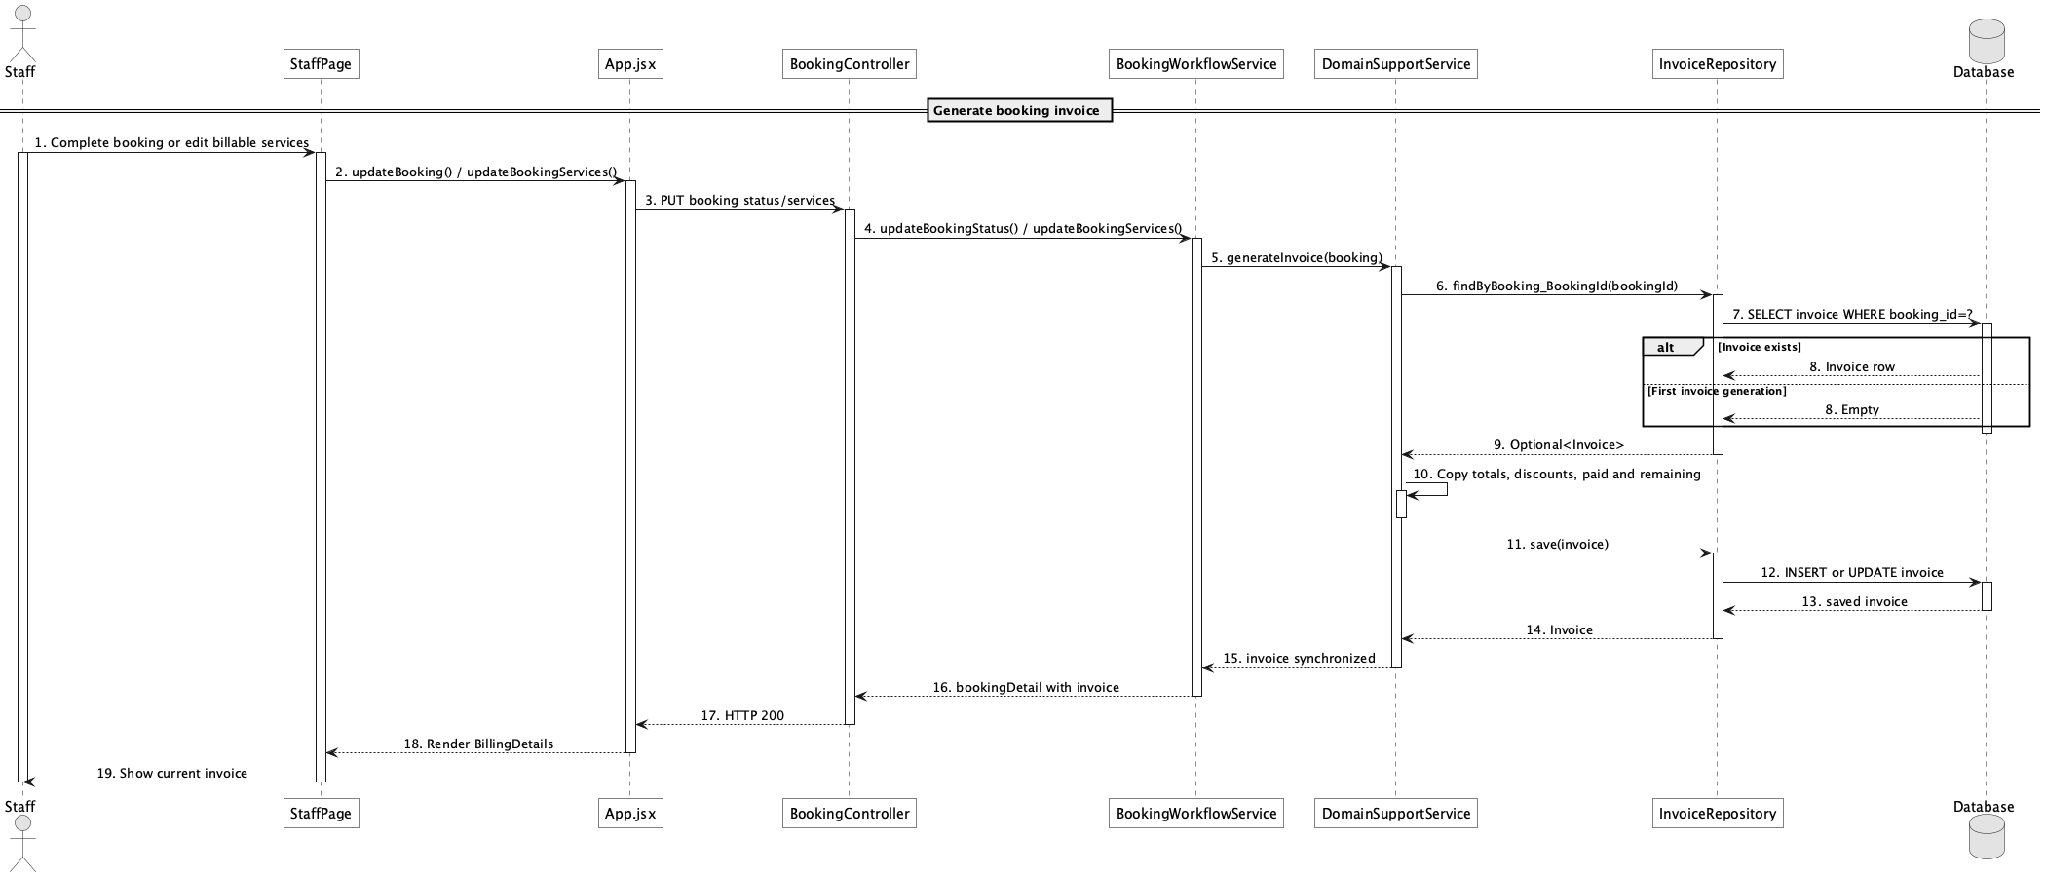 Staff
StaffPage
App.jsx
BookingController
BookingWorkflowService
DomainSupportService
InvoiceRepository
Database
Generate booking invoice
1. Complete booking or edit billable services
2. updateBooking() / updateBookingServices()
3. PUT booking status/services
4. updateBookingStatus() / updateBookingServices()
5. generateInvoice(booking)
6. findByBooking_BookingId(bookingId)
7. SELECT invoice WHERE booking_id=?
alt [Invoice exists]
8. Invoice row
[First invoice generation]
8. Empty
9. Optional<Invoice>
10. Copy totals, discounts, paid and remaining
11. save(invoice)
12. INSERT or UPDATE invoice
13. saved invoice
14. Invoice
15. invoice synchronized
16. bookingDetail with invoice
17. HTTP 200
18. Render BillingDetails
19. Show current invoice
Staff
StaffPage
App.jsx
BookingController
BookingWorkflowService
DomainSupportService
InvoiceRepository
Database